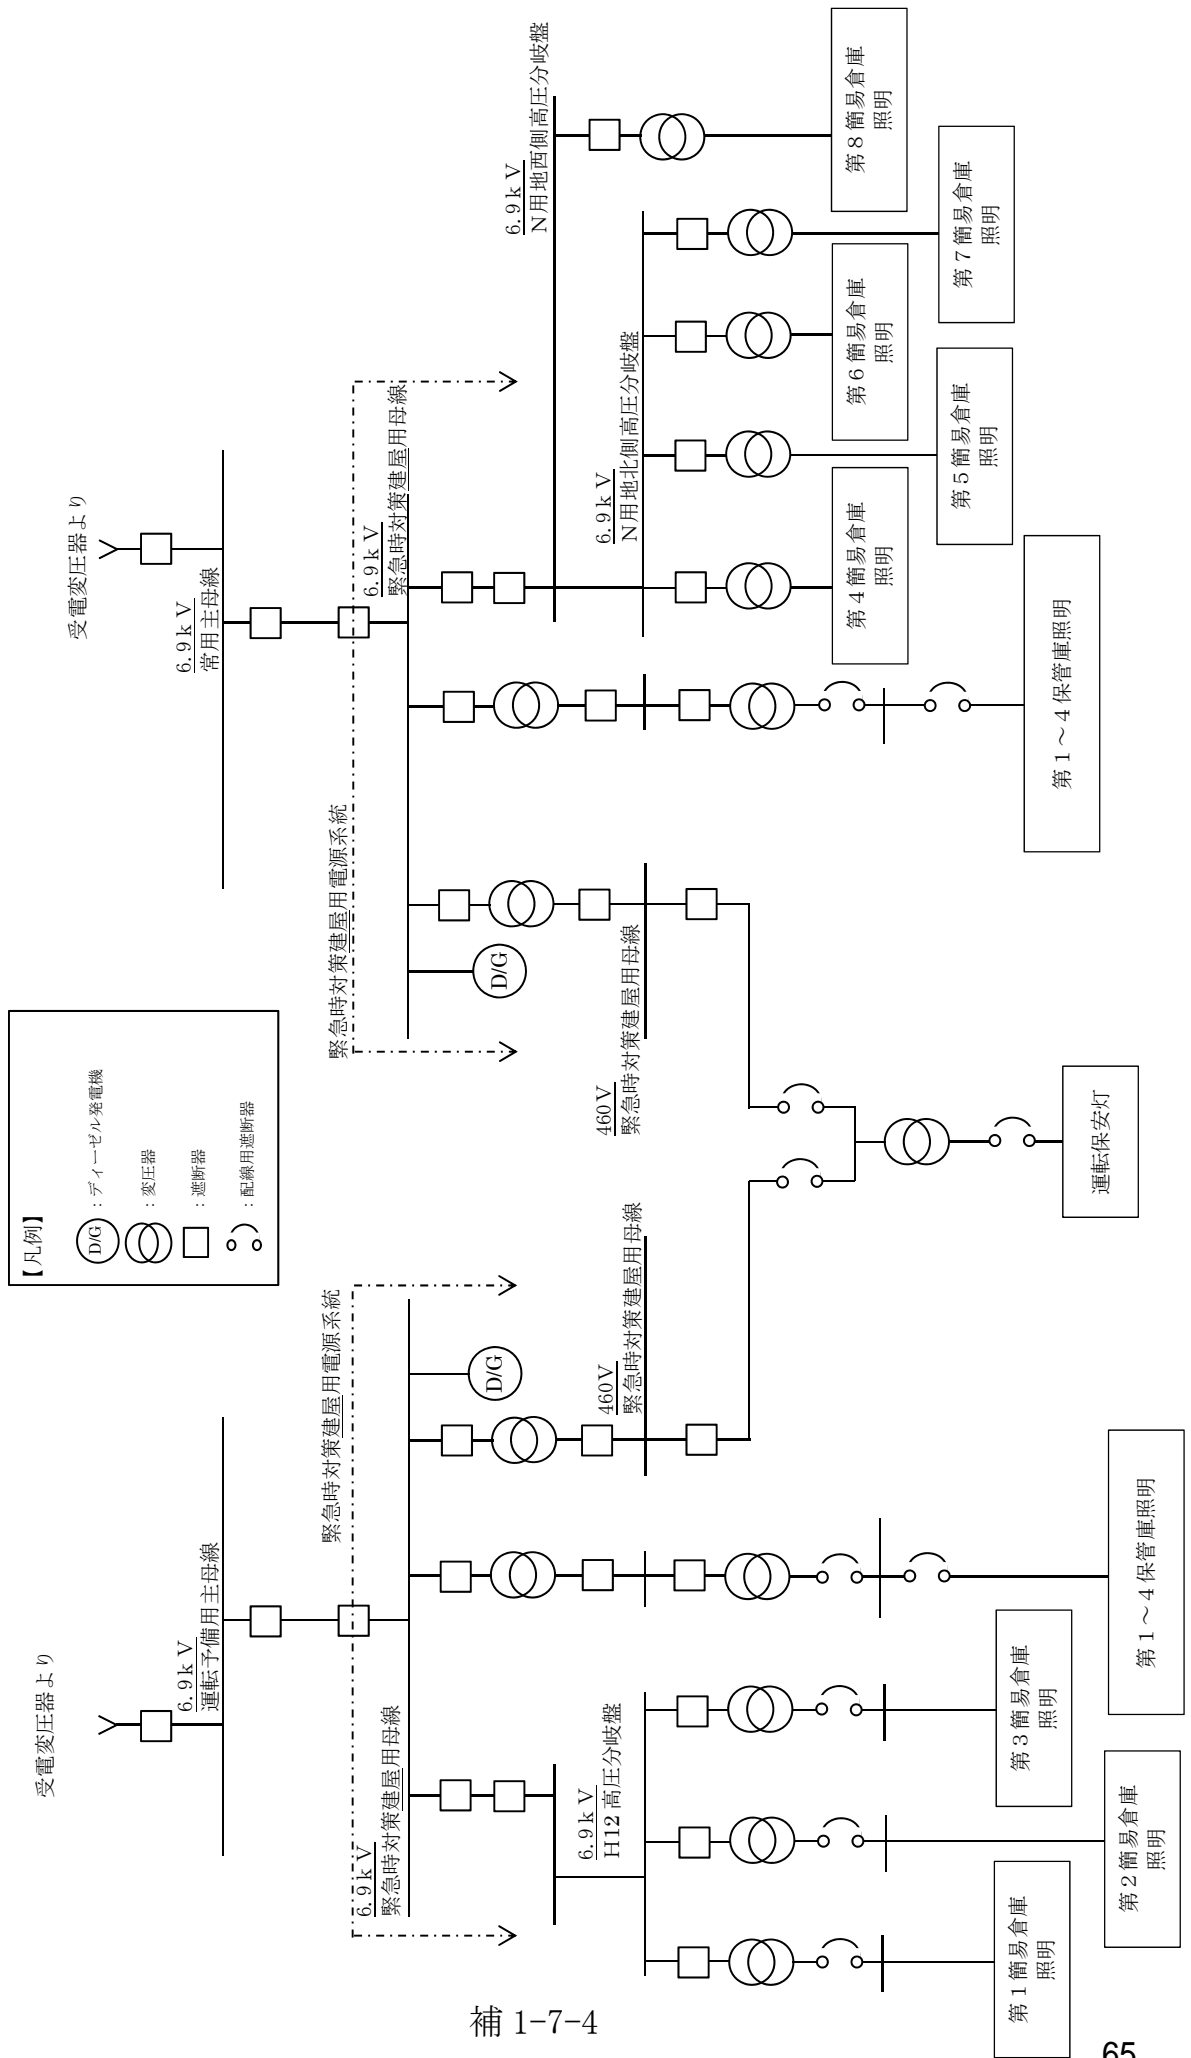 【凡例】
D/G
：ディーゼル発電機
：変圧器
：遮断器
：配線用遮断器
受電変圧器より
6.9ｋＶ
運転予備用主母線
緊急時対策建屋用電源系統
6.9ｋＶ
緊急時対策建屋用母線
D/G
6.9ｋＶ
H12 高圧分岐盤
460V
緊急時対策建屋用母線
第１簡易倉庫
照明
第２簡易倉庫
照明
第３簡易倉庫
照明
第１～４保管庫照明
運転保安灯
受電変圧器より
6.9ｋＶ
常用主母線
緊急時対策建屋用電源系統
6.9ｋＶ
緊急時対策建屋用母線
D/G
460V
緊急時対策建屋用母線
6.9ｋＶ
Ｎ用地北側高圧分岐盤
6.9ｋＶ
Ｎ用地西側高圧分岐盤
第１～４保管庫照明
第４簡易倉庫
照明
第５簡易倉庫
照明
第６簡易倉庫
照明
第７簡易倉庫
照明
第８簡易倉庫
照明
補 1-7-4
65